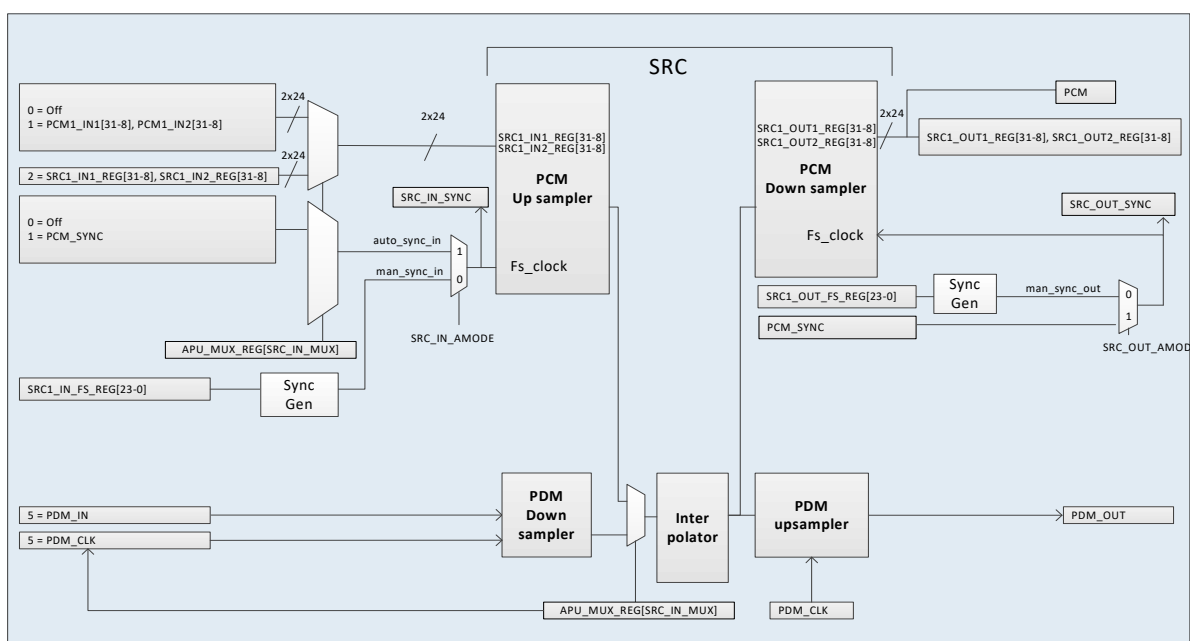 SRC
0 = Off
1 = PCM1_IN1[31-8], PCM1_IN2[31-8]
2x24
2x24
2 = SRC1_IN1_REG[31-8], SRC1_IN2_REG[31-8]
2x24
0 = Off
1 = PCM_SYNC
auto_sync_in
man_sync_in
1
0
SRC_IN_SYNC
SRC_IN_AMODE
APU_MUX_REG[SRC_IN_MUX]
SRC1_IN_FS_REG[23-0]
Sync
Gen
SRC1_IN1_REG[31-8]
SRC1_IN2_REG[31-8]
PCM
Up sampler
Fs_clock
SRC1_OUT1_REG[31-8]
SRC1_OUT2_REG[31-8]
PCM
Down sampler
Fs_clock
2x24
PCM
SRC1_OUT1_REG[31-8], SRC1_OUT2_REG[31-8]
SRC_OUT_SYNC
SRC1_OUT_FS_REG[23-0]
Sync
Gen
man_sync_out
0
1
PCM_SYNC
SRC_OUT_AMOD
5 = PDM_IN
5 = PDM_CLK
PDM
Down
sampler
Inter
polator
PDM
upsampler
PDM_OUT
APU_MUX_REG[SRC_IN_MUX]
PDM_CLK